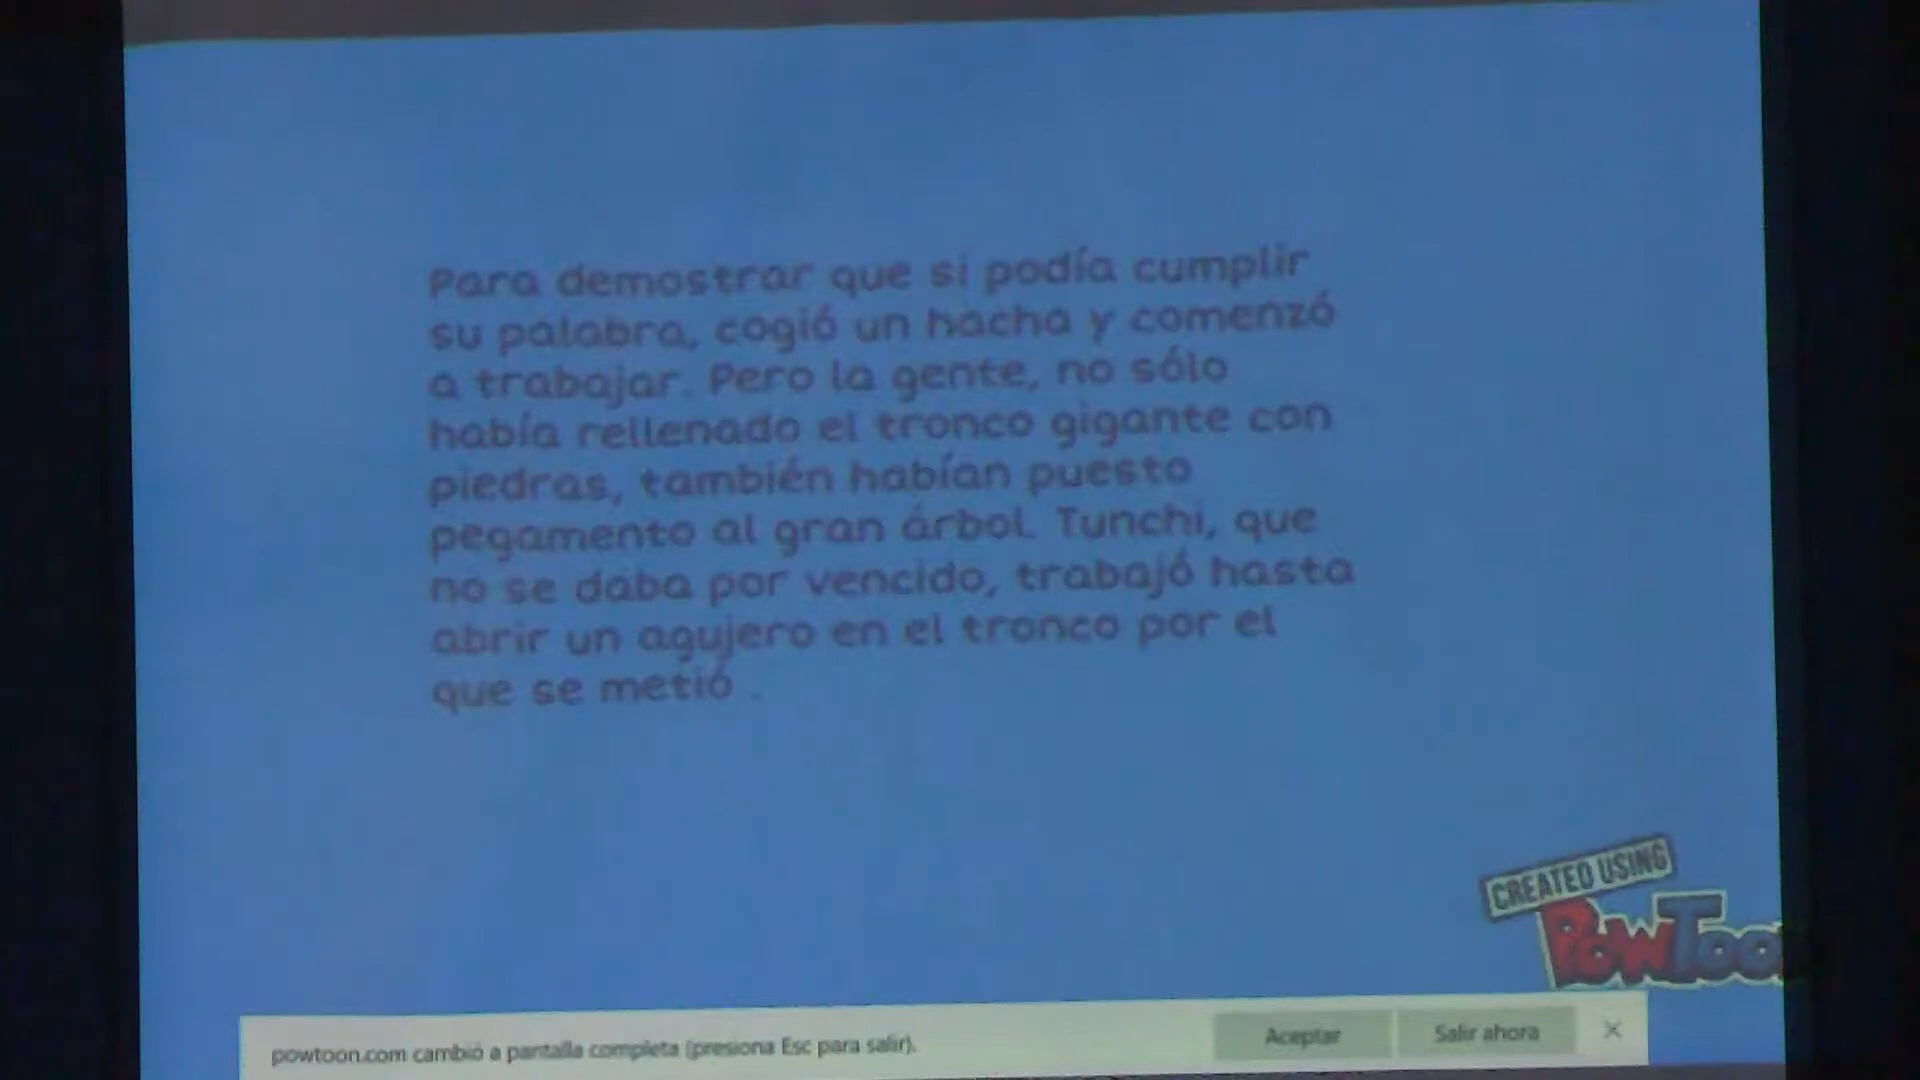 Para demostrar que si podía cumplir
su palabra, cogió un hacha y comenzó
a trabajar. Pero la gente, no sólo
había rellenado el tronco gigante con
piedras, también habían puesto
pegamento al gran árbol. Tunchi, que
no se daba por vencido, trabajó hasta
abrir un agujero en el tronco por el
que se metió .
CREATED USING
PowToo
powtoon.com cambió a pantalla completa (presiona Esc para salir).
Aceptar
Salir ahora